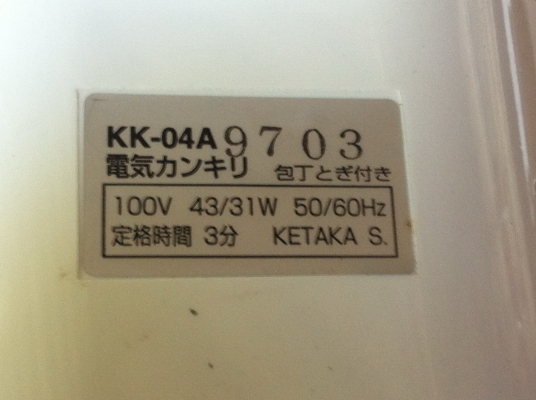 KK-04A 9703
電気カンキリ 包丁とぎ付き
100V 43/31W 50/60Hz
定格時間 3分 KETAKA S.